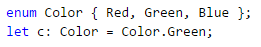 enum Color { Red, Green, Blue };
let c: Color = Color.Green;